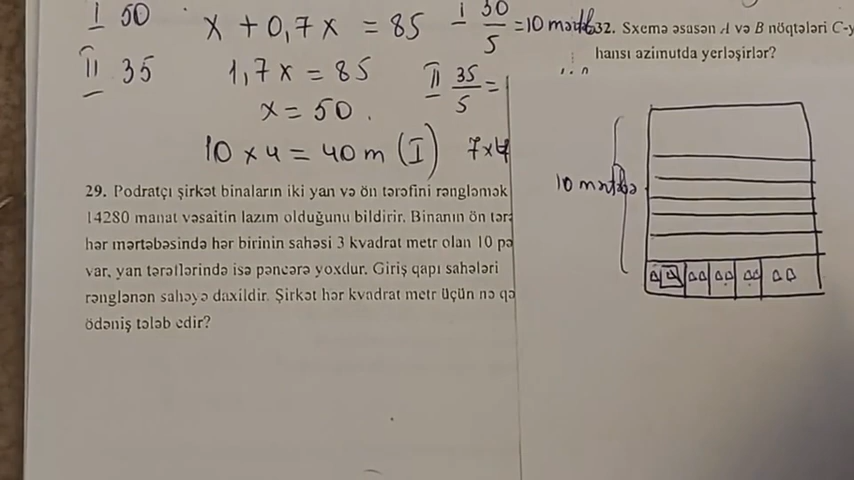 I 50
II 35
x + 0,7x = 85
1,7x = 85
x = 50.
I 50/5 = 10 mərtəbə
II 35/5 =
10 x 4 = 40 m (I) 7x4
29. Podratçı şirkət binaların iki yan və ön tərəfini rəngləmək
14280 manat vəsaitin lazım olduğunu bildirir. Binanın ön tərə
hər mərtəbəsində hər birinin sahəsi 3 kvadrat metr olan 10 pə
var, yan tərəflərində isə pəncərə yoxdur. Giriş qapı sahələri
rənglənən sahəyə daxildir. Şirkət hər kvadrat metr üçün nə qə
ödəniş tələb edir?
32. Sxemə əsasən A və B nöqtələri C-y
hansı azimutda yerləşirlər?
10 mərtəbə